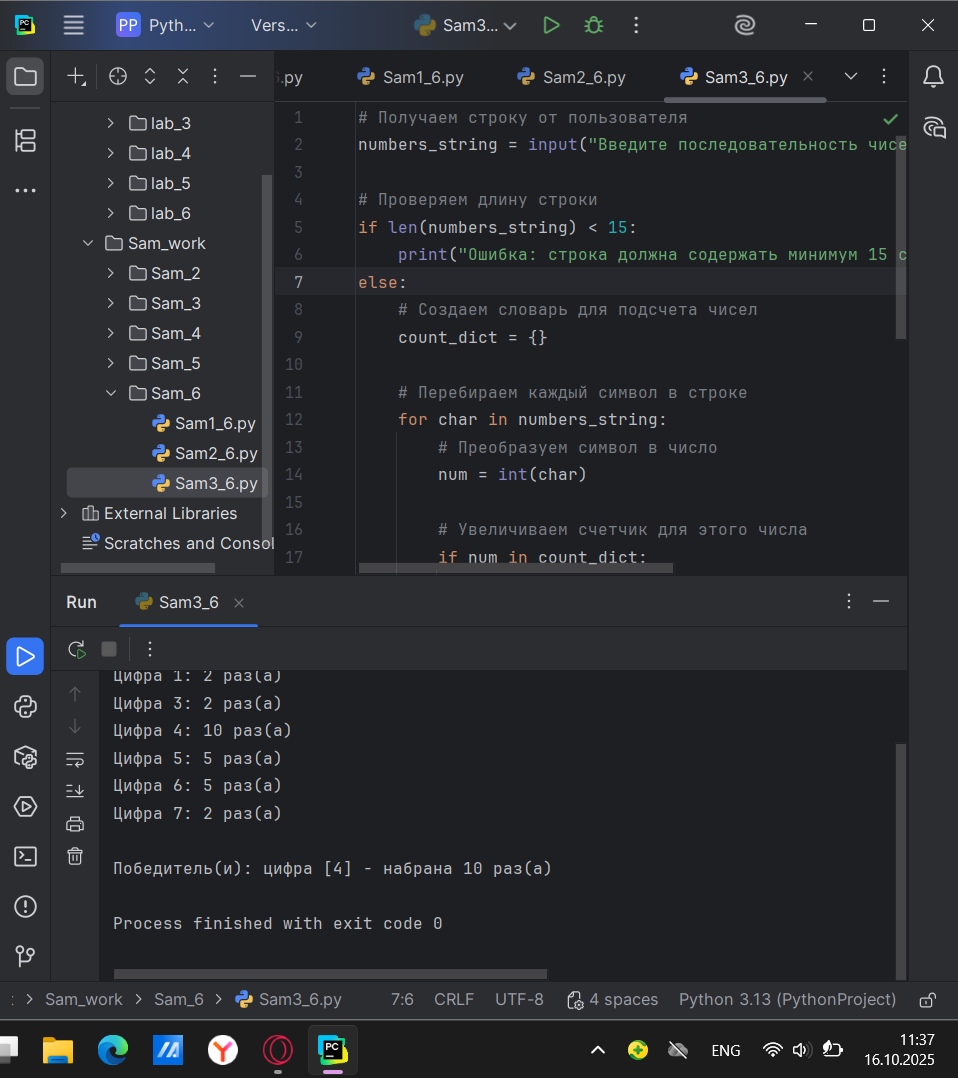 PC
PP Pyth...
Vers...
Sam3...
.py
Sam1_6.py
Sam2_6.py
Sam3_6.py
lab_3
lab_4
lab_5
lab_6
Sam_work
Sam_2
Sam_3
Sam_4
Sam_5
Sam_6
Sam1_6.py
Sam2_6.py
Sam3_6.py
External Libraries
Scratches and Consol
1 # Получаем строку от пользователя
2 numbers_string = input("Введите последовательность чисе
3
4 # Проверяем длину строки
5 if len(numbers_string) < 15:
6 print("Ошибка: строка должна содержать минимум 15 с
7 else:
8 # Создаем словарь для подсчета чисел
9 count_dict = {}
10
11 # Перебираем каждый символ в строке
12 for char in numbers_string:
13 # Преобразуем символ в число
14 num = int(char)
15
16 # Увеличиваем счетчик для этого числа
17 if num in count_dict:
Run
Sam3_6
Цифра 1: 2 раз(а)
Цифра 3: 2 раз(а)
Цифра 4: 10 раз(а)
Цифра 5: 5 раз(а)
Цифра 6: 5 раз(а)
Цифра 7: 2 раз(а)
Победитель(и): цифра [4] - набрана 10 раз(а)
Process finished with exit code 0
Sam_work
Sam_6
Sam3_6.py
7:6
CRLF
UTF-8
4 spaces
Python 3.13 (PythonProject)
PC
ENG
11:37
16.10.2025